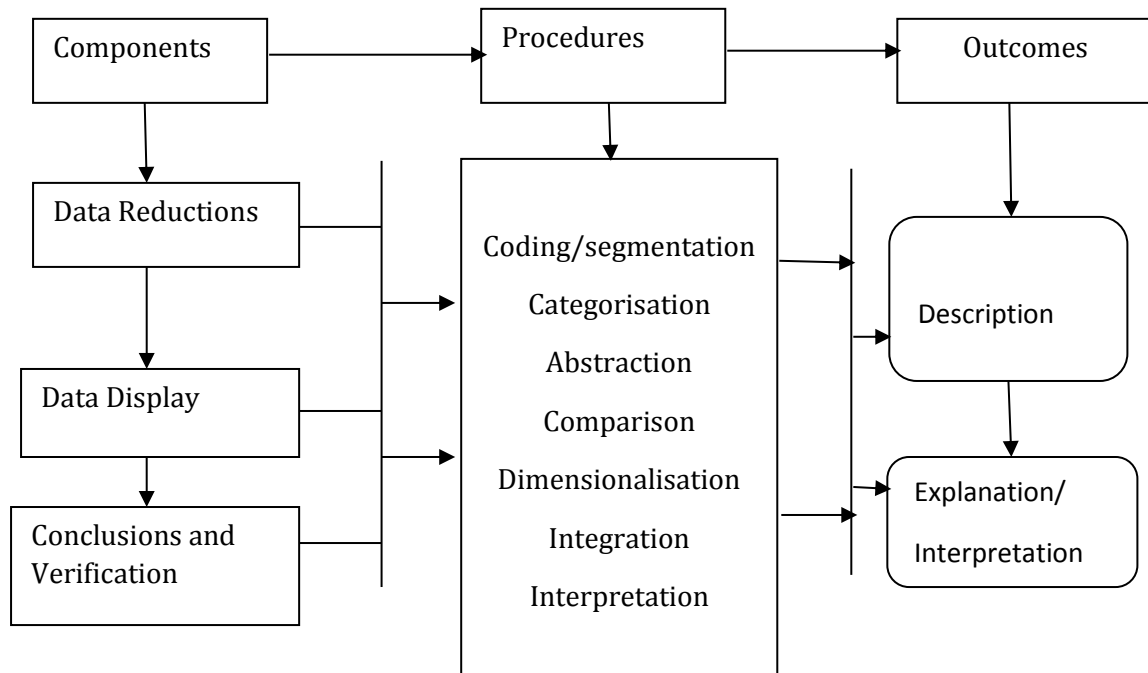 Components
Procedures
Outcomes
Data Reductions
Data Display
Conclusions and
Verification
Coding/segmentation
Categorisation
Abstraction
Comparison
Dimensionalisation
Integration
Interpretation
Description
Explanation/
Interpretation